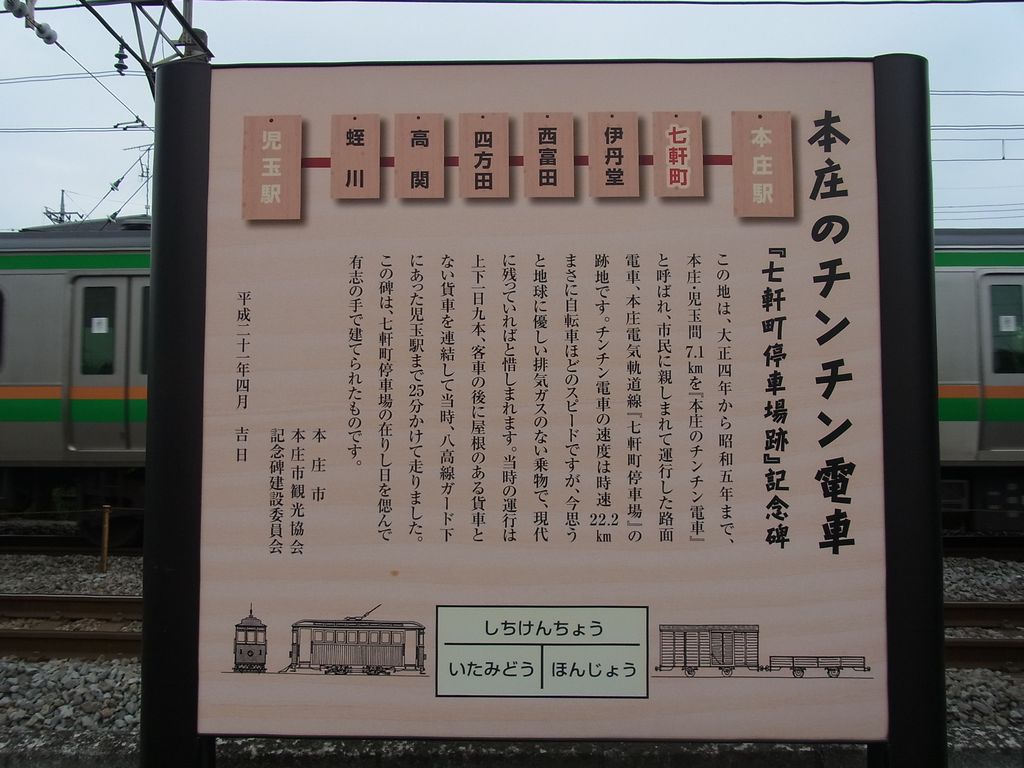 本庄のチンチン電車
『七軒町停車場跡』記念碑
本庄駅
七軒町
伊丹堂
西富田
四方田
高関
蛭川
児玉駅
この地は、大正四年から昭和五年まで、
本庄・児玉間7.1kmを『本庄のチンチン電車』
と呼ばれ、市民に親しまれて運行した路面
電車、本庄電気軌道線『七軒町停車場』の
跡地です。チンチン電車の速度は時速22.2km
まさに自転車ほどのスピードですが、今思う
と地球に優しい排気ガスのない乗物で、現代
に残っていればと惜しまれます。当時の運行は
上下一日九本、客車の後に屋根のある貨車と
ない貨車を連結して当時、八高線ガード下
にあった児玉駅まで25分かけて走りました。
この碑は、七軒町停車場の在りし日を偲んで
有志の手で建てられたものです。
本庄市
本庄市観光協会
記念碑建設委員会
平成二十一年四月 吉日
しちけんちょう
いたみどう
ほんじょう